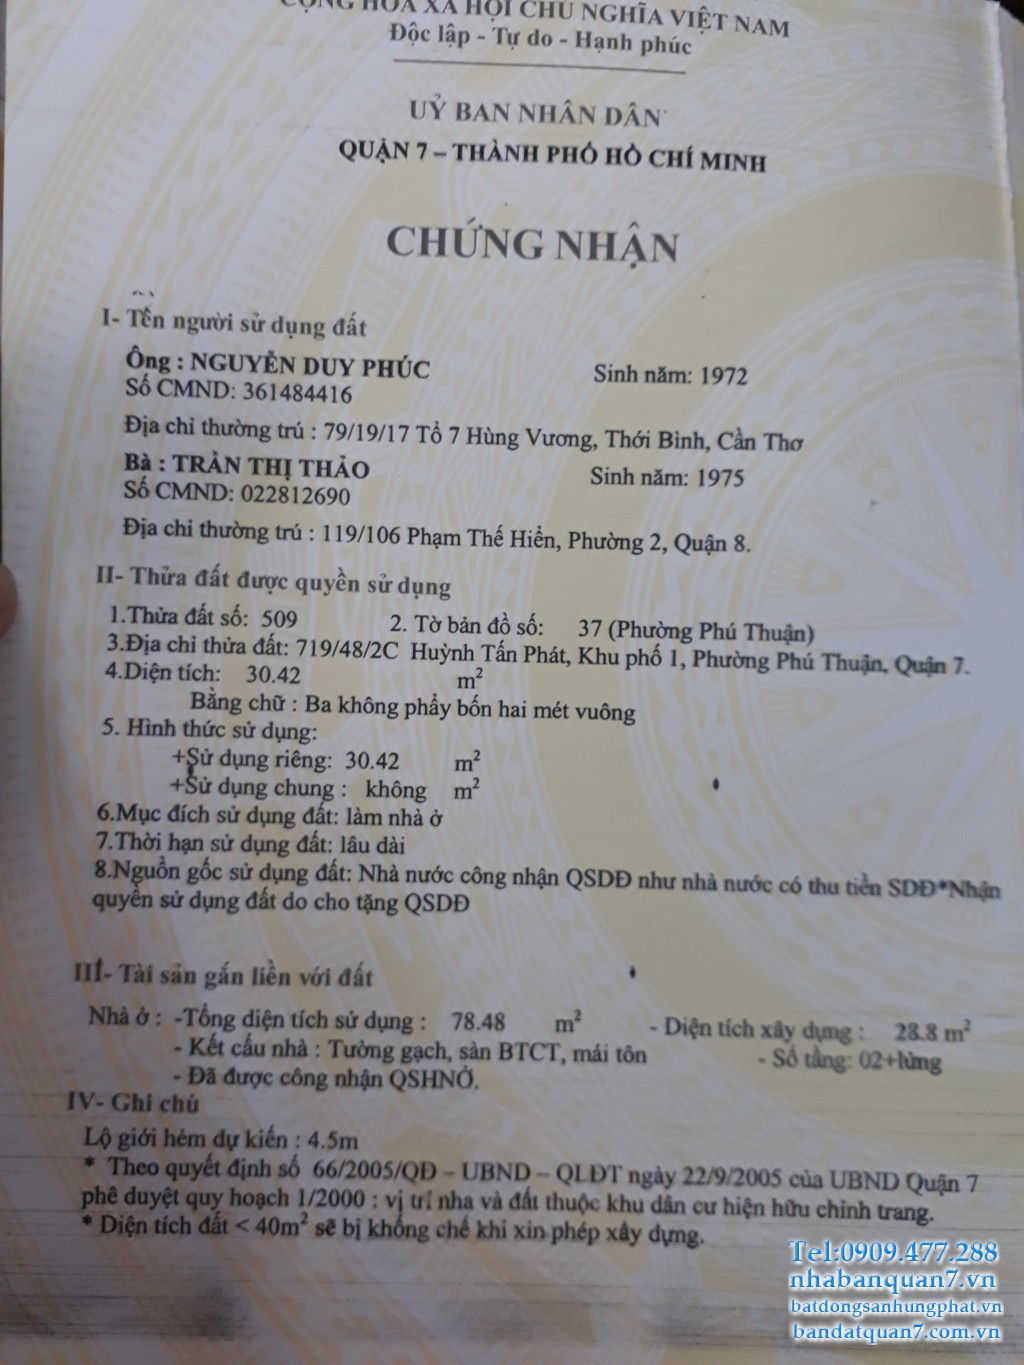 CỘNG HÒA XÃ HỘI CHỦ NGHĨA VIỆT NAM
Độc lập - Tự do - Hạnh phúc
UỶ BAN NHÂN DÂN
QUẬN 7 – THÀNH PHỐ HỒ CHÍ MINH
CHỨNG NHẬN
I- Tên người sử dụng đất
Ông : NGUYỄN DUY PHÚC Sinh năm: 1972
Số CMND: 361484416
Địa chỉ thường trú : 79/19/17 Tổ 7 Hùng Vương, Thới Bình, Cần Thơ
Bà : TRẦN THỊ THẢO Sinh năm: 1975
Số CMND: 022812690
Địa chỉ thường trú : 119/106 Phạm Thế Hiển, Phường 2, Quận 8.
II- Thửa đất được quyền sử dụng
1.Thửa đất số: 509 2. Tờ bản đồ số: 37 (Phường Phú Thuận)
3.Địa chỉ thửa đất: 719/48/2C Huỳnh Tấn Phát, Khu phố 1, Phường Phú Thuận, Quận 7.
4.Diện tích: 30.42 m²
Bằng chữ : Ba không phẩy bốn hai mét vuông
5. Hình thức sử dụng:
+Sử dụng riêng: 30.42 m²
+Sử dụng chung : không m²
6.Mục đích sử dụng đất: làm nhà ở
7.Thời hạn sử dụng đất: lâu dài
8.Nguồn gốc sử dụng đất: Nhà nước công nhận QSDĐ như nhà nước có thu tiền SDĐ*Nhận
quyền sử dụng đất do cho tặng QSDĐ
III- Tài sản gắn liền với đất
Nhà ở : -Tổng diện tích sử dụng : 78.48 m² - Diện tích xây dựng : 28.8 m²
- Kết cấu nhà : Tường gạch, sàn BTCT, mái tôn - Số tầng: 02+lửng
- Đã được công nhận QSHNỞ.
IV- Ghi chú
Lộ giới hẻm dự kiến : 4.5m
* Theo quyết định số 66/2005/QĐ – UBND – QLĐT ngày 22/9/2005 của UBND Quận 7
phê duyệt quy hoạch 1/2000 : vị trí nhà và đất thuộc khu dân cư hiện hữu chỉnh trang.
* Diện tích đất < 40m² sẽ bị khống chế khi xin phép xây dựng.
Tel:0909.477.288
nhabanquan7.vn
batdongsanhungphat.vn
bandatquan7.com.vn